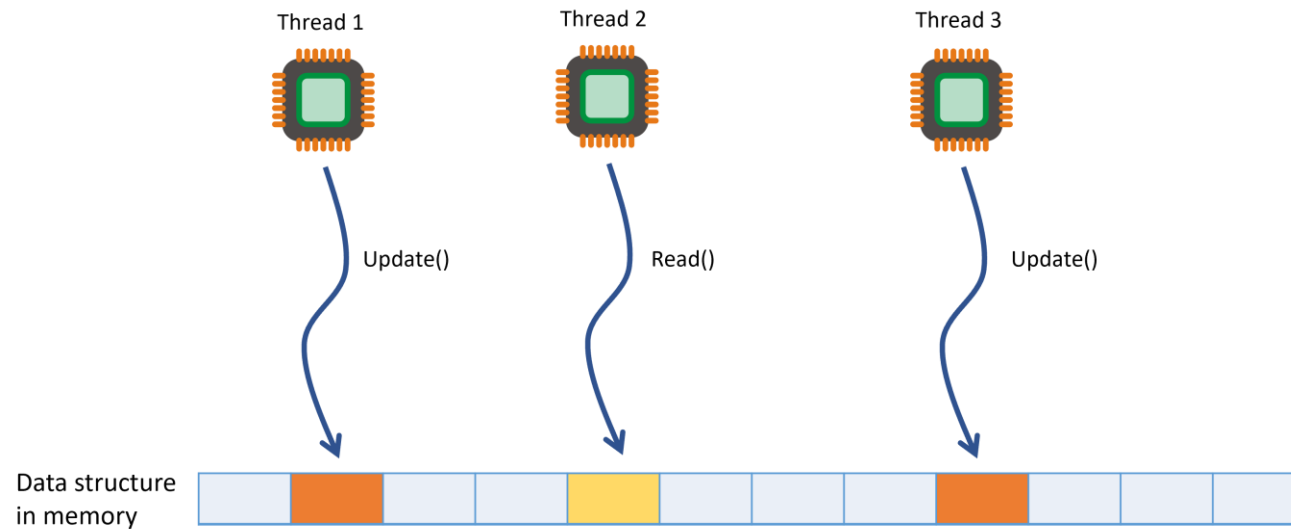 Thread 1
Thread 2
Thread 3
Update()
Read()
Update()
Data structure
in memory